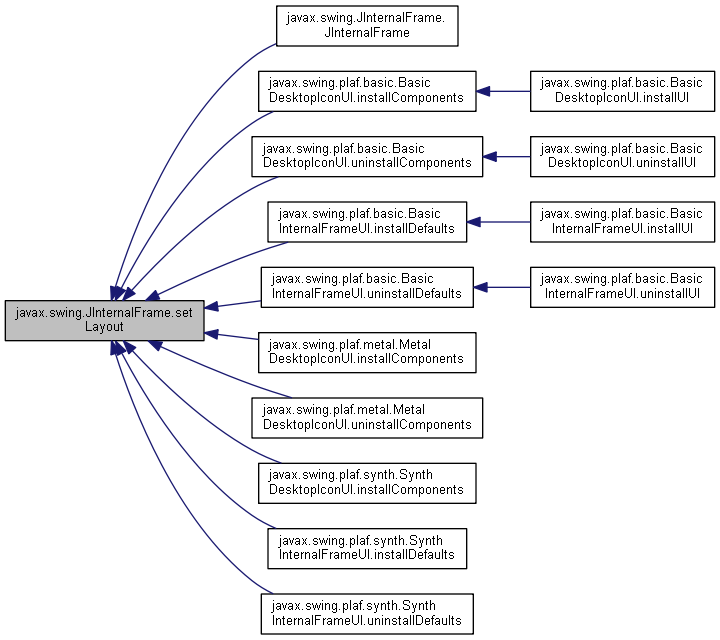 javax.swing.JInternalFrame.
JInternalFrame
javax.swing.plaf.basic.Basic
DesktopIconUI.installComponents
javax.swing.plaf.basic.Basic
DesktopIconUI.installUI
javax.swing.plaf.basic.Basic
DesktopIconUI.uninstallComponents
javax.swing.plaf.basic.Basic
DesktopIconUI.uninstallUI
javax.swing.plaf.basic.Basic
InternalFrameUI.installDefaults
javax.swing.plaf.basic.Basic
InternalFrameUI.installUI
javax.swing.plaf.basic.Basic
InternalFrameUI.uninstallDefaults
javax.swing.plaf.basic.Basic
InternalFrameUI.uninstallUI
javax.swing.JInternalFrame.set
Layout
javax.swing.plaf.metal.Metal
DesktopIconUI.installComponents
javax.swing.plaf.metal.Metal
DesktopIconUI.uninstallComponents
javax.swing.plaf.synth.Synth
DesktopIconUI.installComponents
javax.swing.plaf.synth.Synth
InternalFrameUI.installDefaults
javax.swing.plaf.synth.Synth
InternalFrameUI.uninstallDefaults